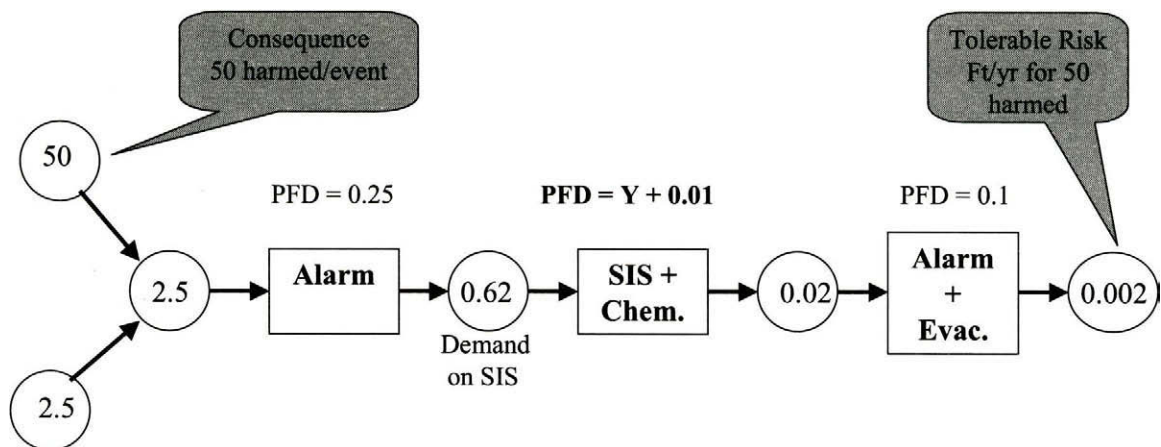 Consequence
50 harmed/event
Tolerable Risk
Ft/yr for 50
harmed
50
PFD = 0.25
PFD = Y + 0.01
PFD = 0.1
2.5
Alarm
0.62
SIS +
Chem.
0.02
Alarm
+
Evac.
0.002
Demand
on SIS
2.5